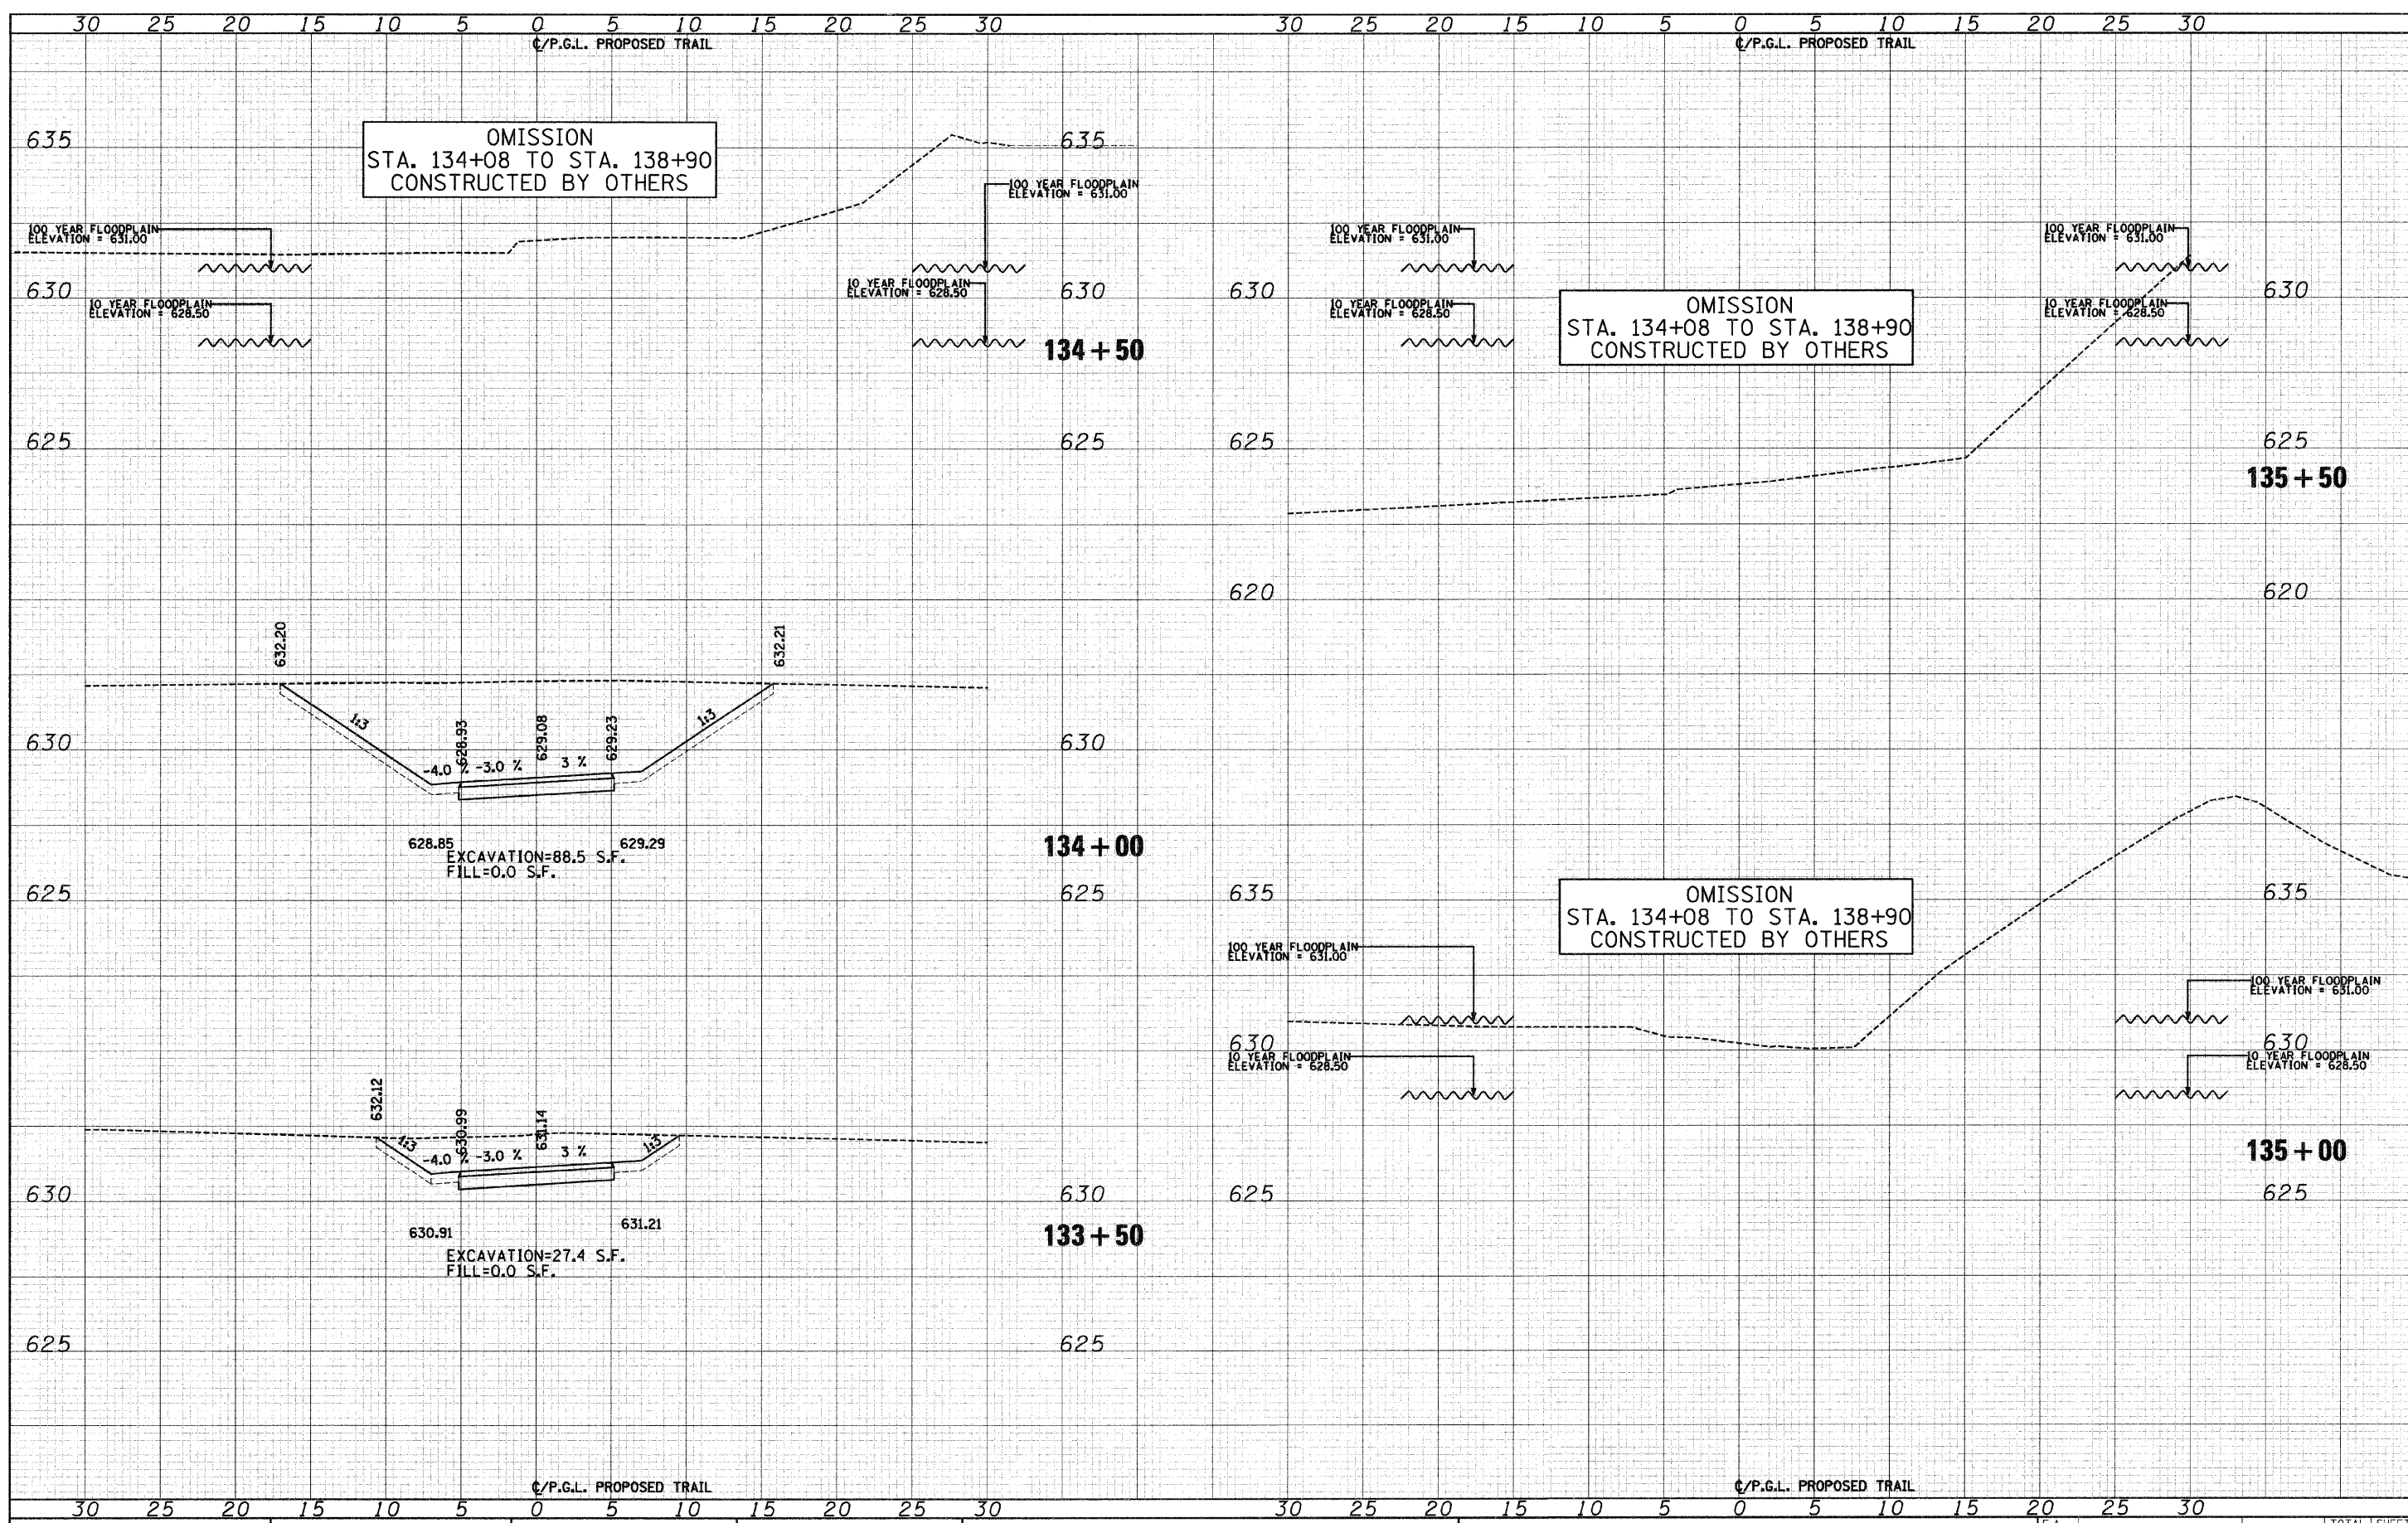 30 25 20 15 10 5 0 5 10 15 20 25 30 30 25 20 15 10 5 0 5 10 15 20 25 30
℄/P.G.L. PROPOSED TRAIL
635
OMISSION
STA. 134+08 TO STA. 138+90
CONSTRUCTED BY OTHERS
635
100 YEAR FLOODPLAIN
ELEVATION = 631.00
100 YEAR FLOODPLAIN
ELEVATION = 631.00
630
10 YEAR FLOODPLAIN
ELEVATION = 628.50
10 YEAR FLOODPLAIN
ELEVATION = 628.50
630
134+50
625
625
632.20
632.21
1:3
628.93
629.08
629.23
1:3
630
-4.0 %
-3.0 %
3 %
630
628.85
629.29
EXCAVATION=88.5 S.F.
FILL=0.0 S.F.
134+00
625
625
632.12
630.99
631.14
1:3
-4.0 %
-3.0 %
3 %
1:3
630
630
630.91
631.21
133+50
EXCAVATION=27.4 S.F.
FILL=0.0 S.F.
625
625
℄/P.G.L. PROPOSED TRAIL
℄/P.G.L. PROPOSED TRAIL
100 YEAR FLOODPLAIN
ELEVATION = 631.00
100 YEAR FLOODPLAIN
ELEVATION = 631.00
630
10 YEAR FLOODPLAIN
ELEVATION = 628.50
OMISSION
STA. 134+08 TO STA. 138+90
CONSTRUCTED BY OTHERS
10 YEAR FLOODPLAIN
ELEVATION = 628.50
630
625
625
135+50
620
620
635
OMISSION
STA. 134+08 TO STA. 138+90
CONSTRUCTED BY OTHERS
635
100 YEAR FLOODPLAIN
ELEVATION = 631.00
100 YEAR FLOODPLAIN
ELEVATION = 631.00
630
10 YEAR FLOODPLAIN
ELEVATION = 628.50
630
10 YEAR FLOODPLAIN
ELEVATION = 628.50
135+00
625
625
℄/P.G.L. PROPOSED TRAIL
30 25 20 15 10 5 0 5 10 15 20 25 30 30 25 20 15 10 5 0 5 10 15 20 25 30